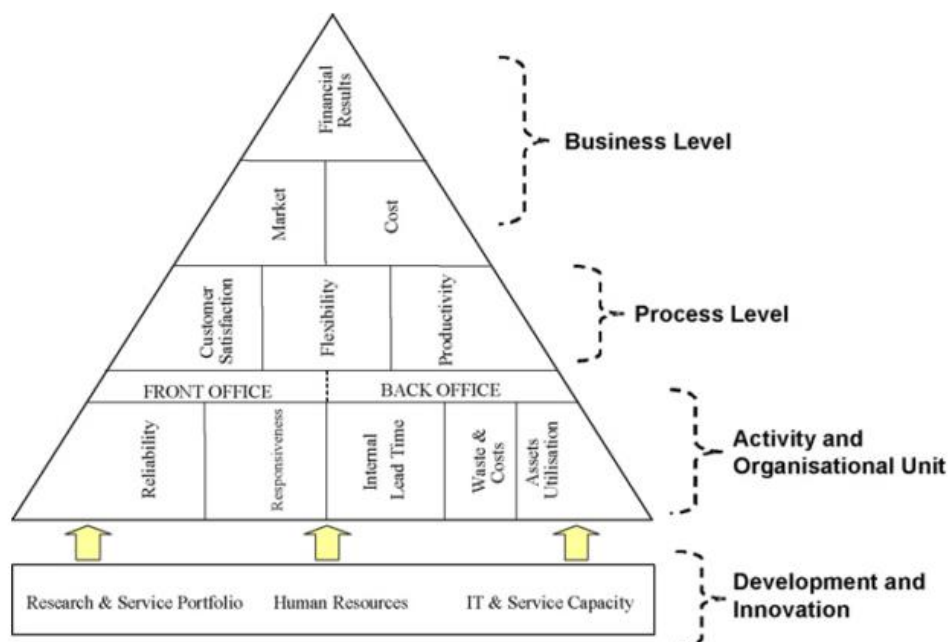 Financial
Results
Business Level
Market
Cost
Customer
Satisfaction
Flexibility
Productivity
Process Level
FRONT OFFICE
BACK OFFICE
Reliability
Responsiveness
Internal
Lead Time
Waste &
Costs
Assets
Utilisation
Activity and
Organisational Unit
Research & Service Portfolio
Human Resources
IT & Service Capacity
Development and
Innovation